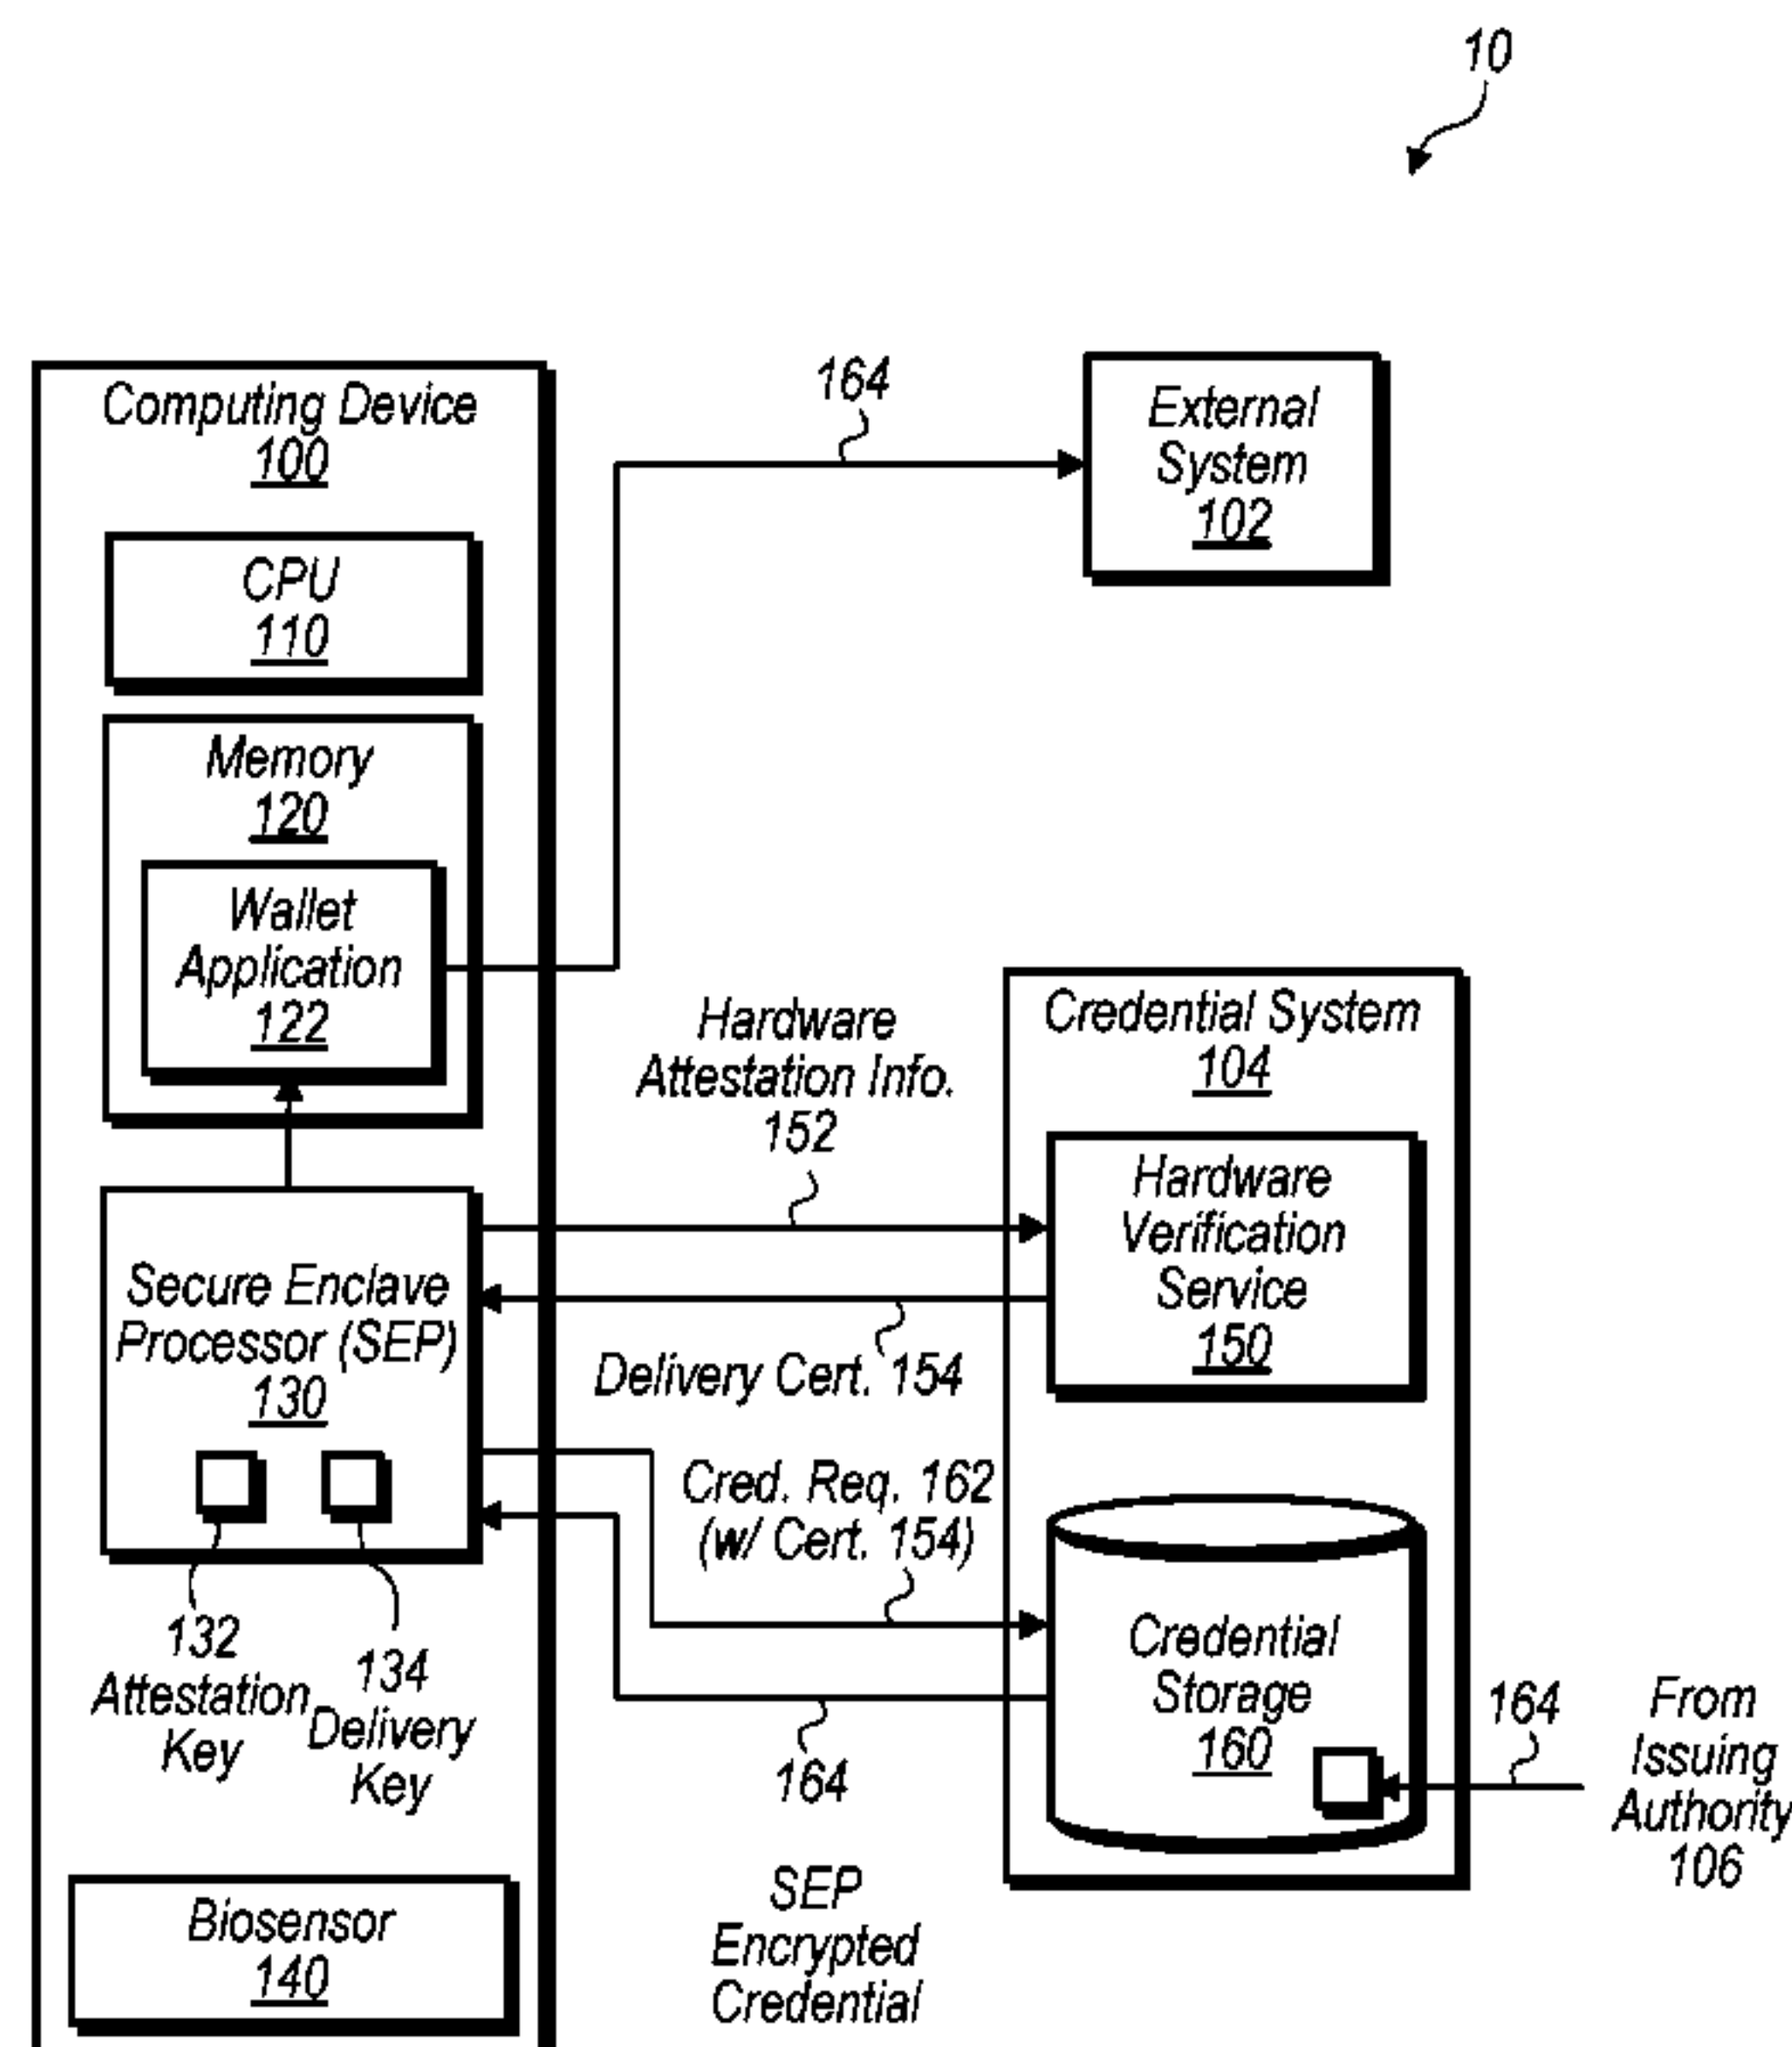 10
Computing Device
100
CPU
110
Memory
120
Wallet
Application
122
Secure Enclave
Processor (SEP)
130
132
Attestation
Key
134
Delivery
Key
Biosensor
140
164
External
System
102
Hardware
Attestation Info.
152
Delivery Cert. 154
Cred. Req. 162
(w/ Cert. 154)
164
SEP
Encrypted
Credential
Credential System
104
Hardware
Verification
Service
150
Credential
Storage
160
164
From
Issuing
Authority
106